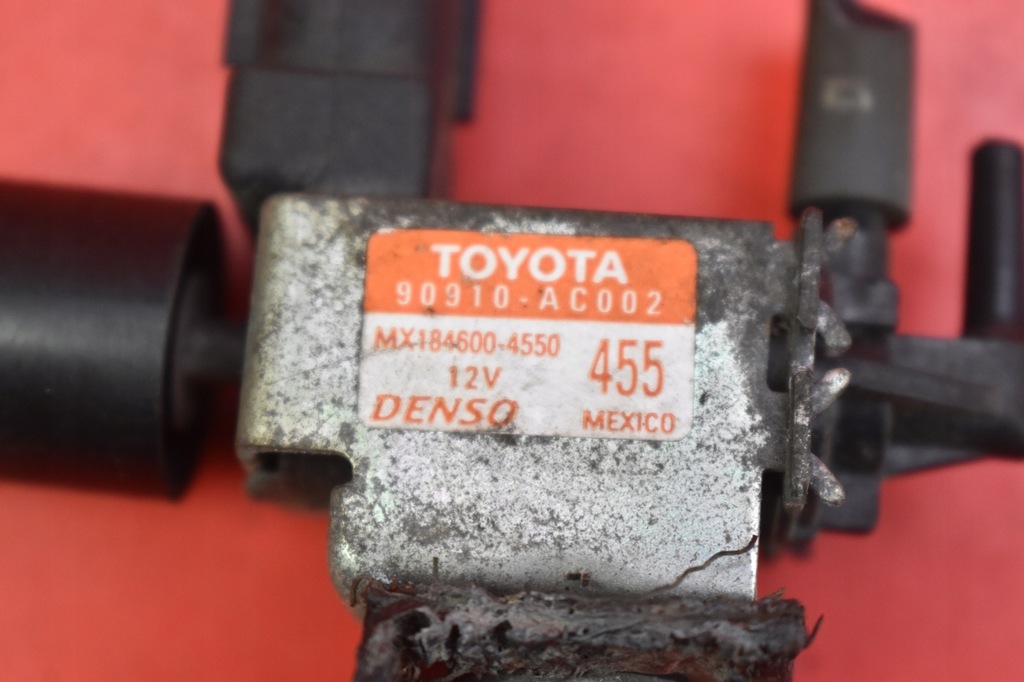 TOYOTA
90910-AC002
MX184600-4550
12V
455
DENSO
MEXICO